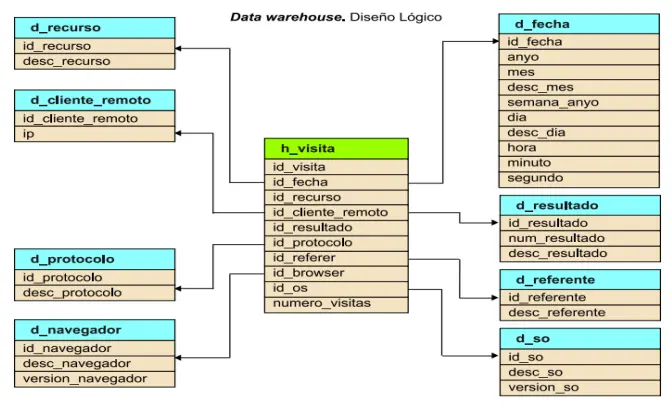 Data warehouse. Diseño Lógico
d_recurso
id_recurso
desc_recurso
d_cliente_remoto
id_cliente_remoto
ip
d_protocolo
id_protocolo
desc_protocolo
d_navegador
id_navegador
desc_navegador
version_navegador
h_visita
id_visita
id_fecha
id_recurso
id_cliente_remoto
id_resultado
id_protocolo
id_referer
id_browser
id_os
numero_visitas
d_fecha
id_fecha
anyo
mes
desc_mes
semana_anyo
dia
desc_dia
hora
minuto
segundo
d_resultado
id_resultado
num_resultado
desc_resultado
d_referente
id_referente
desc_referente
d_so
id_so
desc_so
version_so